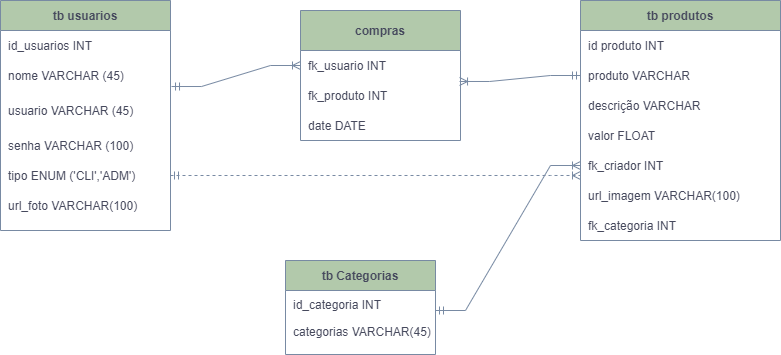 tb usuarios
id_usuarios INT
nome VARCHAR (45)
usuario VARCHAR (45)
senha VARCHAR (100)
tipo ENUM ('CLI','ADM')
url_foto VARCHAR(100)
compras
fk_usuario INT
fk_produto INT
date DATE
tb produtos
id produto INT
produto VARCHAR
descrição VARCHAR
valor FLOAT
fk_criador INT
url_imagem VARCHAR(100)
fk_categoria INT
tb Categorias
id_categoria INT
categorias VARCHAR(45)